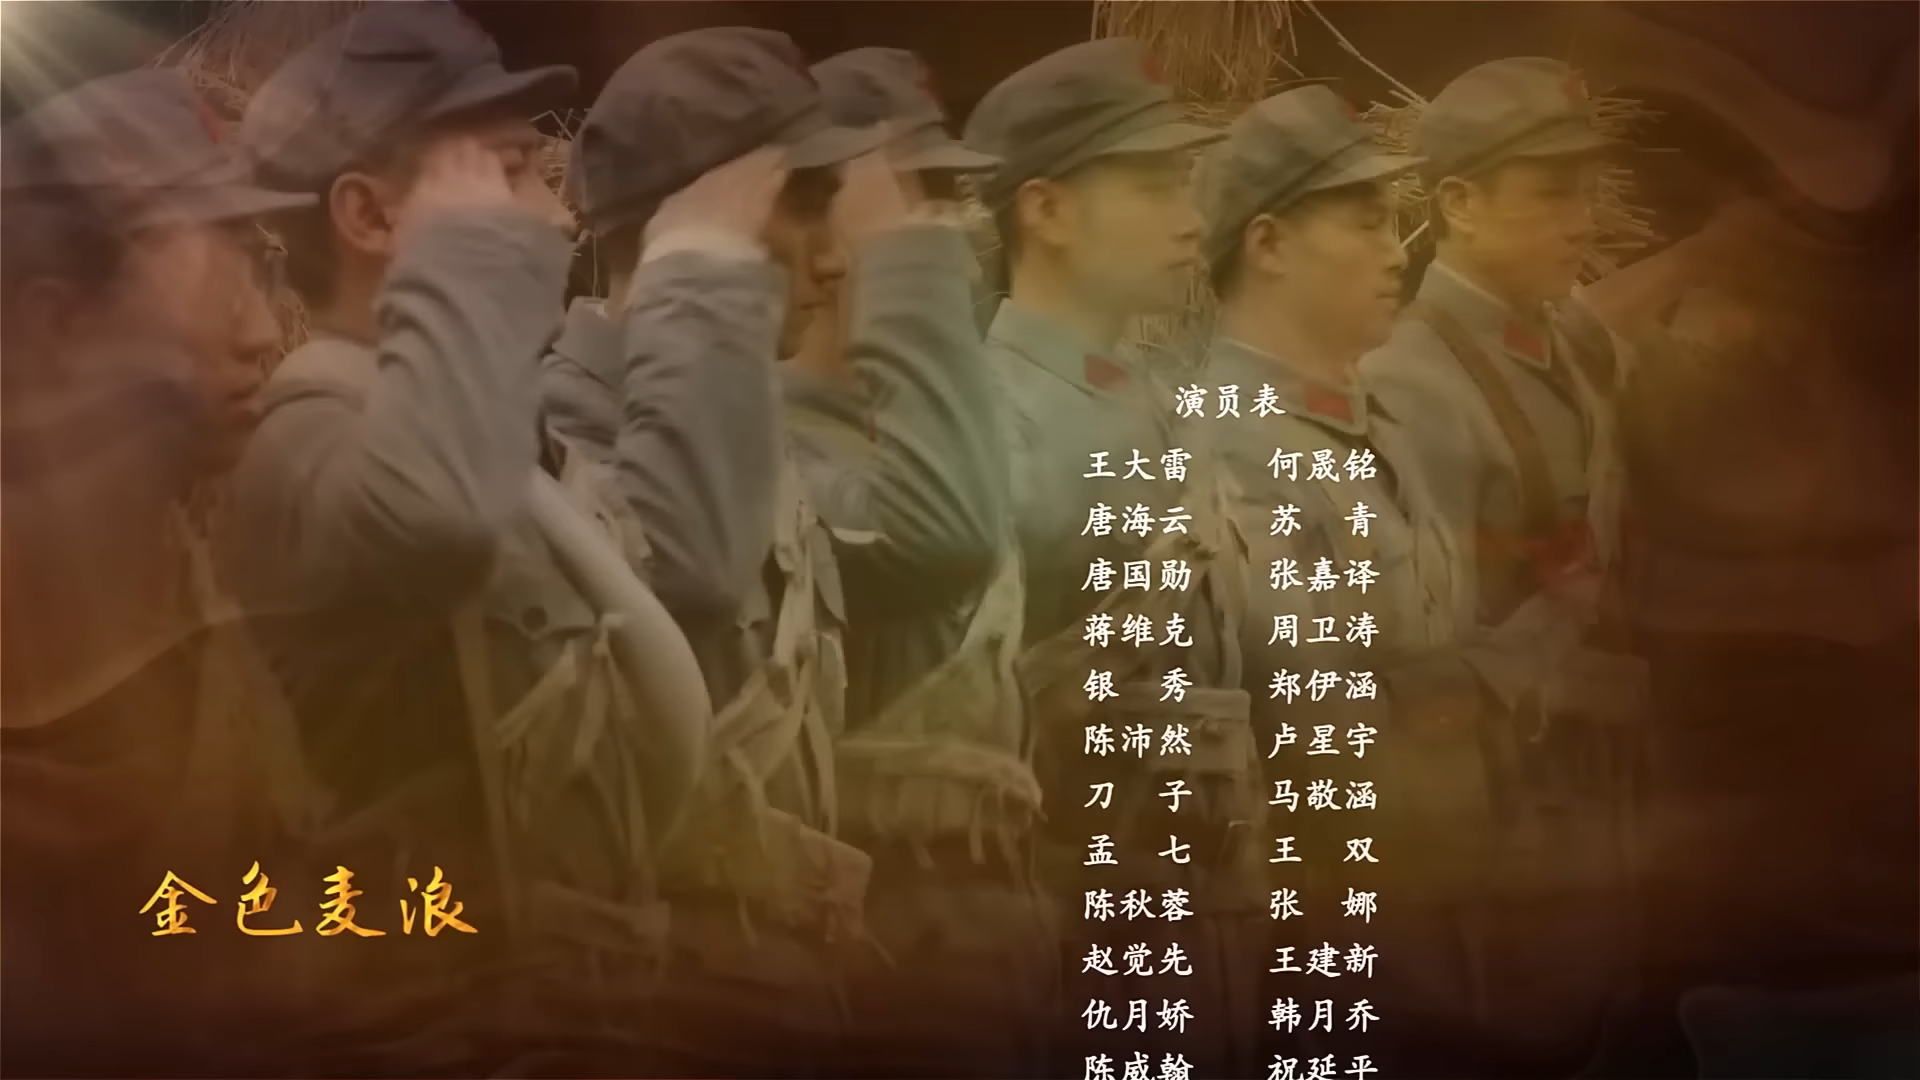 演员表
王大雷 何晟铭
唐海云 苏青
唐国勋 张嘉译
蒋维克 周卫涛
银秀 郑伊涵
陈沛然 卢星宇
刀子 马敬涵
孟七 王双
陈秋蓉 张娜
赵觉先 王建新
仇月娇 韩月乔
陈威翰 祝延平
金色麦浪